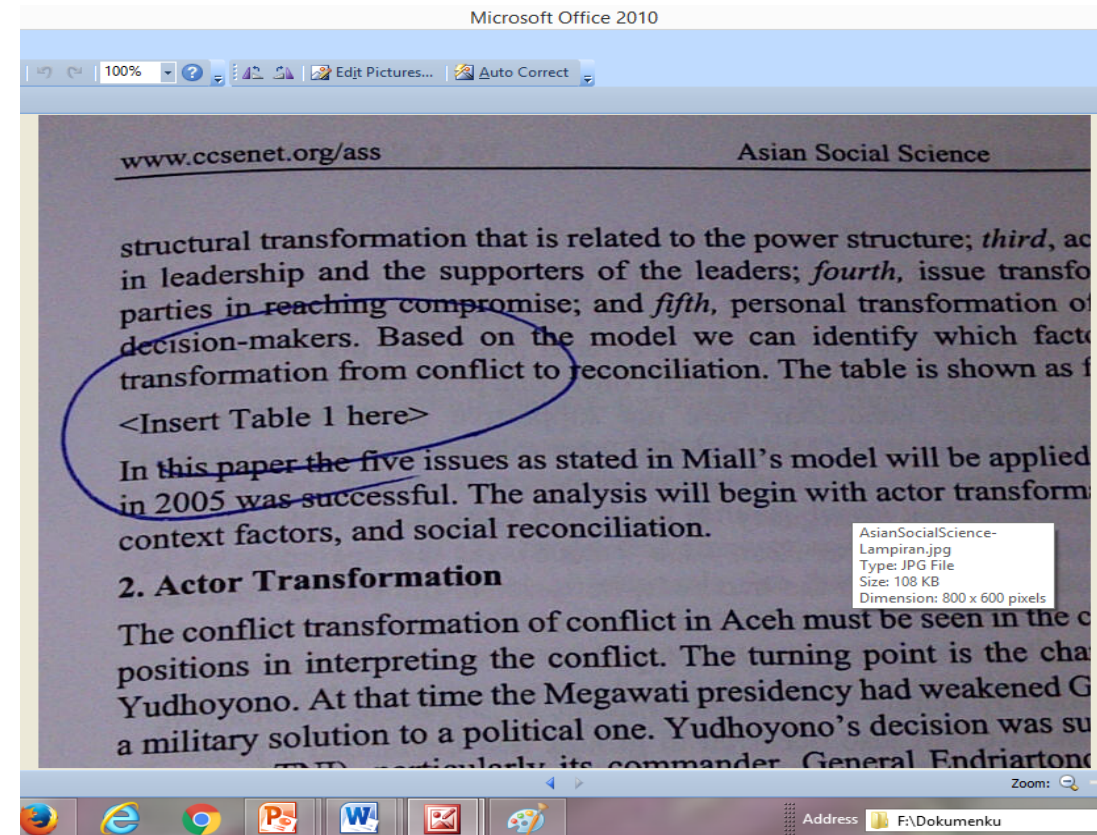 Microsoft Office 2010
100% Edit Pictures... Auto Correct
www.ccsenet.org/ass Asian Social Science
structural transformation that is related to the power structure; third, ac
in leadership and the supporters of the leaders; fourth, issue transfo
parties in reaching compromise; and fifth, personal transformation of
decision-makers. Based on the model we can identify which facto
transformation from conflict to reconciliation. The table is shown as f
<Insert Table 1 here>
In this paper the five issues as stated in Miall's model will be applied
in 2005 was successful. The analysis will begin with actor transforma
context factors, and social reconciliation.
AsianSocialScience-
Lampiran.jpg
Type: JPG File
Size: 108 KB
Dimension: 800 x 600 pixels
2. Actor Transformation
The conflict transformation of conflict in Aceh must be seen in the c
positions in interpreting the conflict. The turning point is the cha
Yudhoyono. At that time the Megawati presidency had weakened G
a military solution to a political one. Yudhoyono's decision was su
particularly its commander General Endriartono
Zoom:
Address F:\Dokumenku